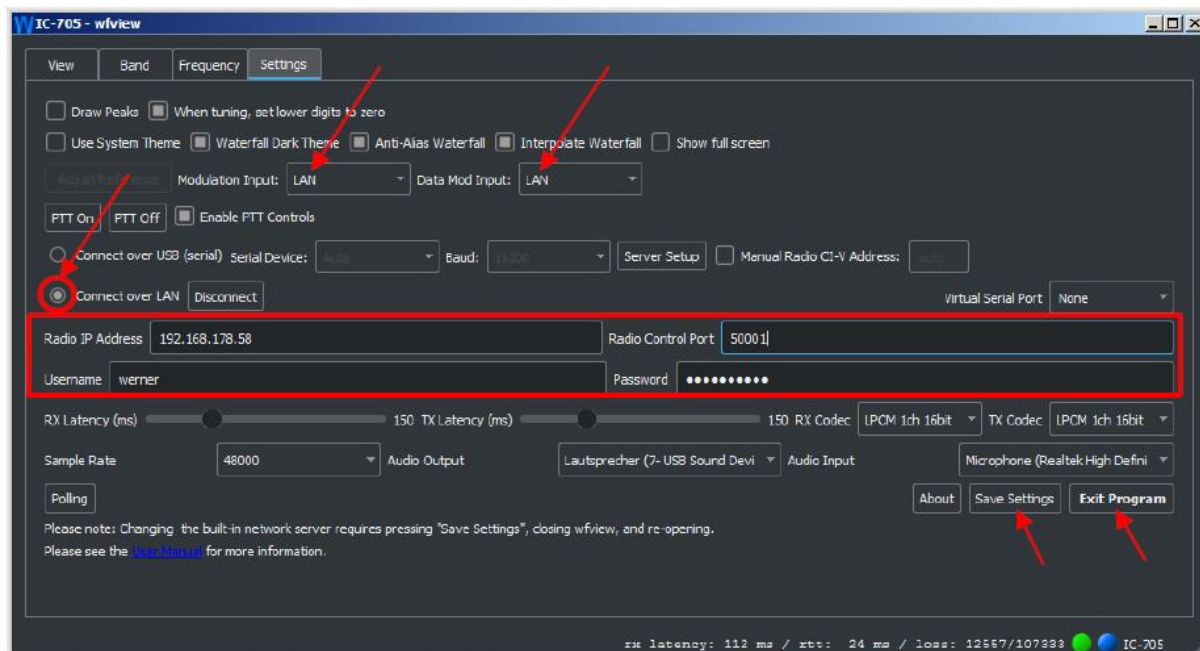 IC-705 - wfview
View Band Frequency Settings
Draw Peaks When tuning, set lower digits to zero
Use System Theme Waterfall Dark Theme Anti-Alias Waterfall Interpolate Waterfall Show full screen
Adjust Reference Modulation Input: LAN Data Mod Input: LAN
PTT On PTT Off Enable PTT Controls
Connect over USB (serial) Serial Device: Auto Baud: 19200 Server Setup Manual Radio CI-V Address: auto
Connect over LAN Disconnect Virtual Serial Port None
Radio IP Address 192.168.178.58 Radio Control Port 50001
Username werner Password ●●●●●●●●●●
RX Latency (ms) 150 TX Latency (ms) 150 RX Codec LPCM 1ch 16bit TX Codec LPCM 1ch 16bit
Sample Rate 48000 Audio Output Lautsprecher (7- USB Sound Devi Audio Input Microphone (Realtek High Defini
Polling About Save Settings Exit Program
Please note: Changing the built-in network server requires pressing "Save Settings", closing wfview, and re-opening.
Please see the User Manual for more information.
rx latency: 112 ms / rtt: 24 ms / loss: 12557/107333 IC-705